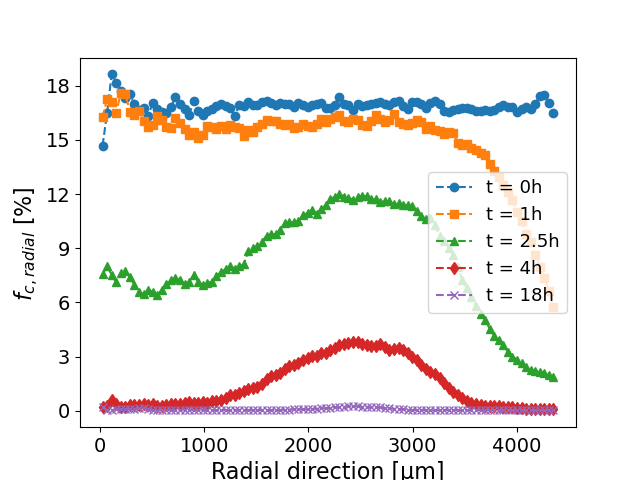 18
15
12
9
6
3
0
f_{c, radial} [%]
t = 0h
t = 1h
t = 2.5h
t = 4h
t = 18h
0 1000 2000 3000 4000
Radial direction [μm]